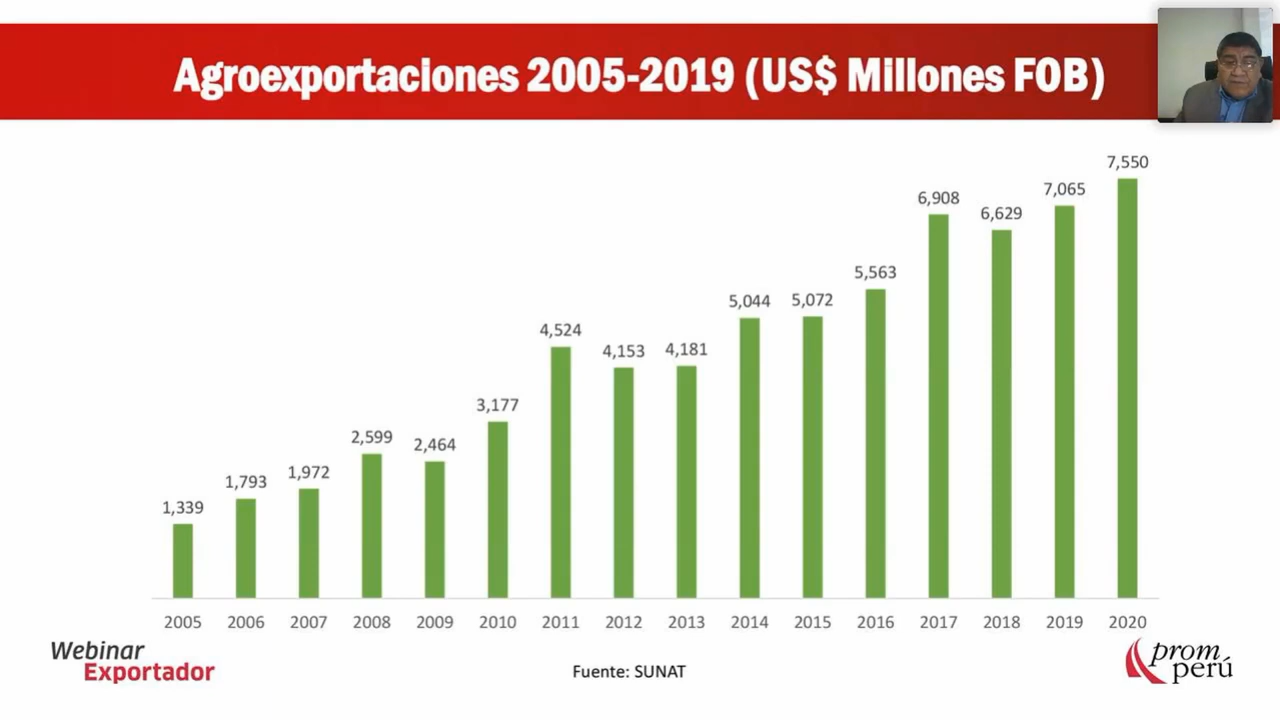 Agroexportaciones 2005-2019 (US$ Millones FOB)
1,339
1,793
1,972
2,599
2,464
3,177
4,524
4,153
4,181
5,044
5,072
5,563
6,908
6,629
7,065
7,550
2005 2006 2007 2008 2009 2010 2011 2012 2013 2014 2015 2016 2017 2018 2019 2020
Webinar
Exportador
Fuente: SUNAT
prom
perú